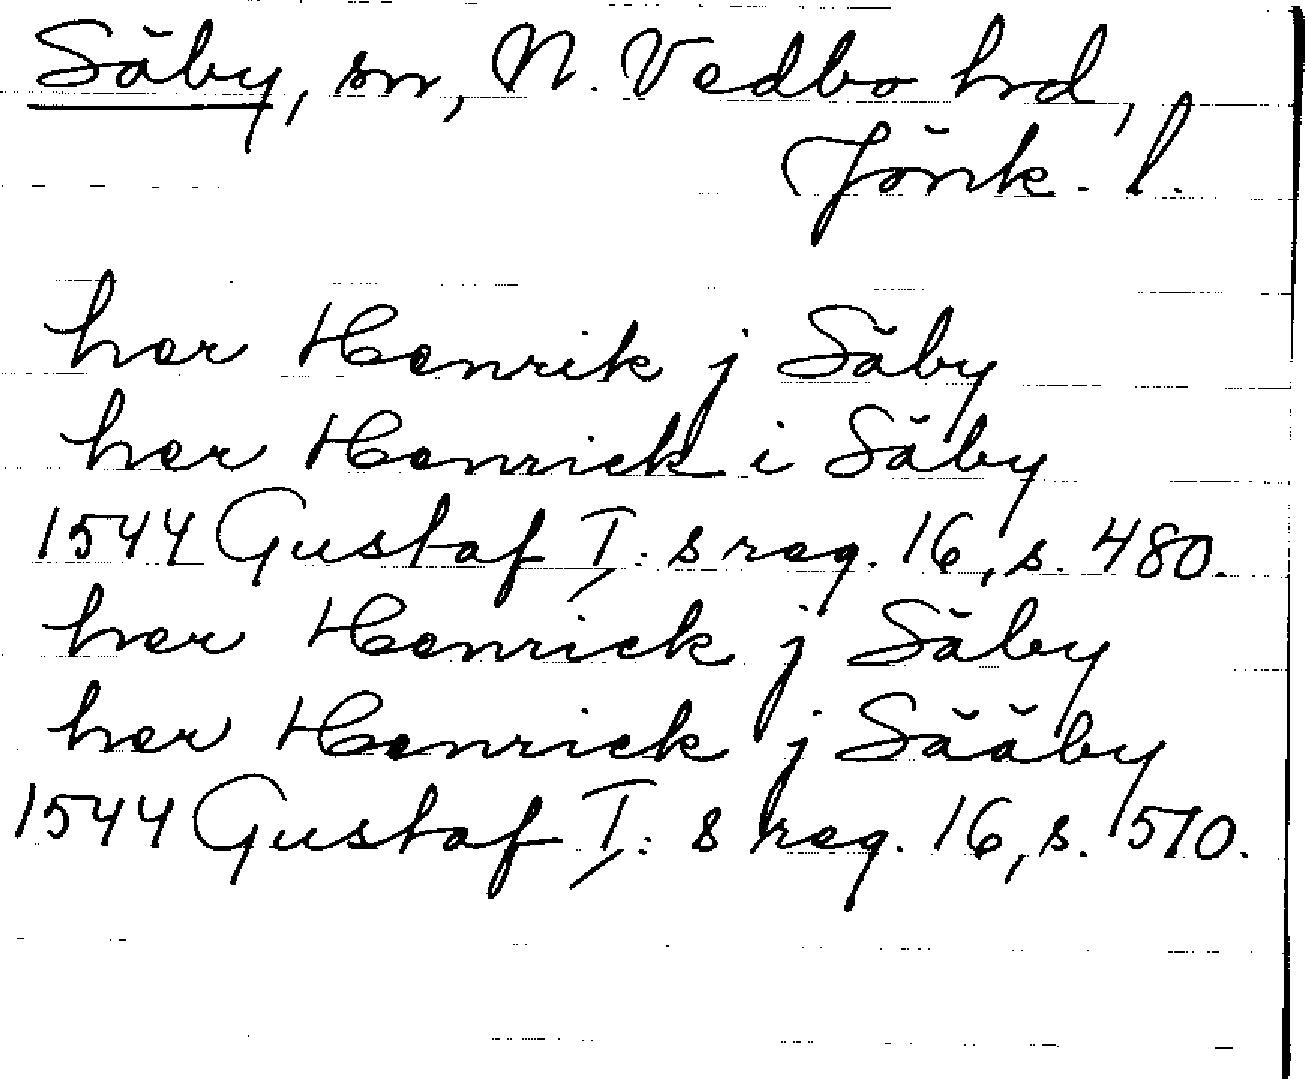 Säby, sn, N. Vedbo hrd,
Jönk. l.
her Henrik j Säby
her Henrick i Säby
1544 Gustaf I:s reg. 16, s. 480.
her Henrick j Säby
her Henrick j Sääby
1544 Gustaf I:s reg. 16, s. 510.